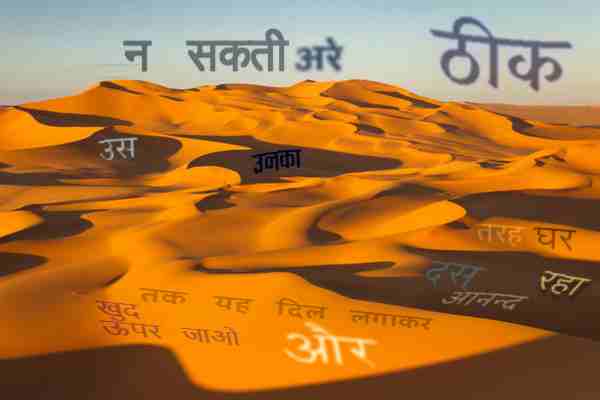 न सकती अरे ठीक
उस उनका
तरह घर
दस रहा
आनन्द
तक यह दिल लगाकर
खुद
ऊपर जाओ
ओर